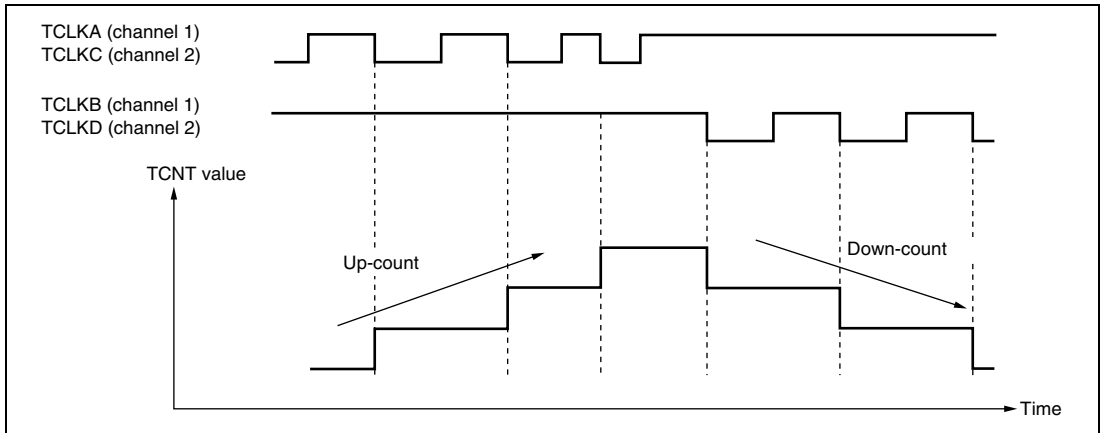 TCLKA (channel 1)
TCLKC (channel 2)
TCLKB (channel 1)
TCLKD (channel 2)
TCNT value
Up-count
Down-count
Time